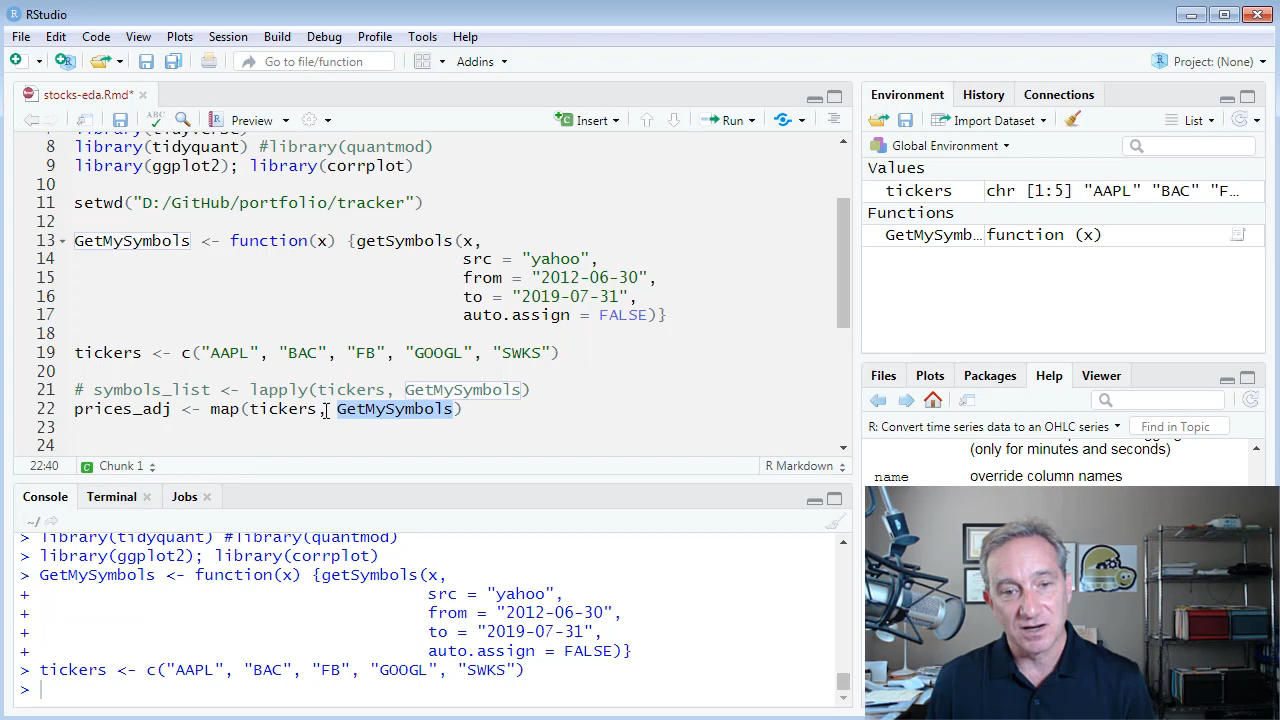 RStudio
File Edit Code View Plots Session Build Debug Profile Tools Help
Go to file/function Addins Project: (None)
stocks-eda.Rmd*
ABC Preview Insert Run
library(tidyverse)
8 library(tidyquant) #library(quantmod)
9 library(ggplot2); library(corrplot)
10
11 setwd("D:/GitHub/portfolio/tracker")
12
13 GetMySymbols <- function(x) {getSymbols(x,
14 src = "yahoo",
15 from = "2012-06-30",
16 to = "2019-07-31",
17 auto.assign = FALSE)}
18
19 tickers <- c("AAPL", "BAC", "FB", "GOOGL", "SWKS")
20
21 # symbols_list <- lapply(tickers, GetMySymbols)
22 prices_adj <- map(tickers, GetMySymbols)
23
24
22:40 Chunk 1 R Markdown
Console Terminal Jobs
~/
> library(tidyquant) #library(quantmod)
> library(ggplot2); library(corrplot)
> GetMySymbols <- function(x) {getSymbols(x,
+ src = "yahoo",
+ from = "2012-06-30",
+ to = "2019-07-31",
+ auto.assign = FALSE)}
> tickers <- c("AAPL", "BAC", "FB", "GOOGL", "SWKS")
>
Environment History Connections
Import Dataset List
Global Environment
Values
tickers chr [1:5] "AAPL" "BAC" "F…
Functions
GetMySymb… function (x)
Files Plots Packages Help Viewer
R: Convert time series data to an OHLC series Find in Topic
(only for minutes and seconds)
name override column names